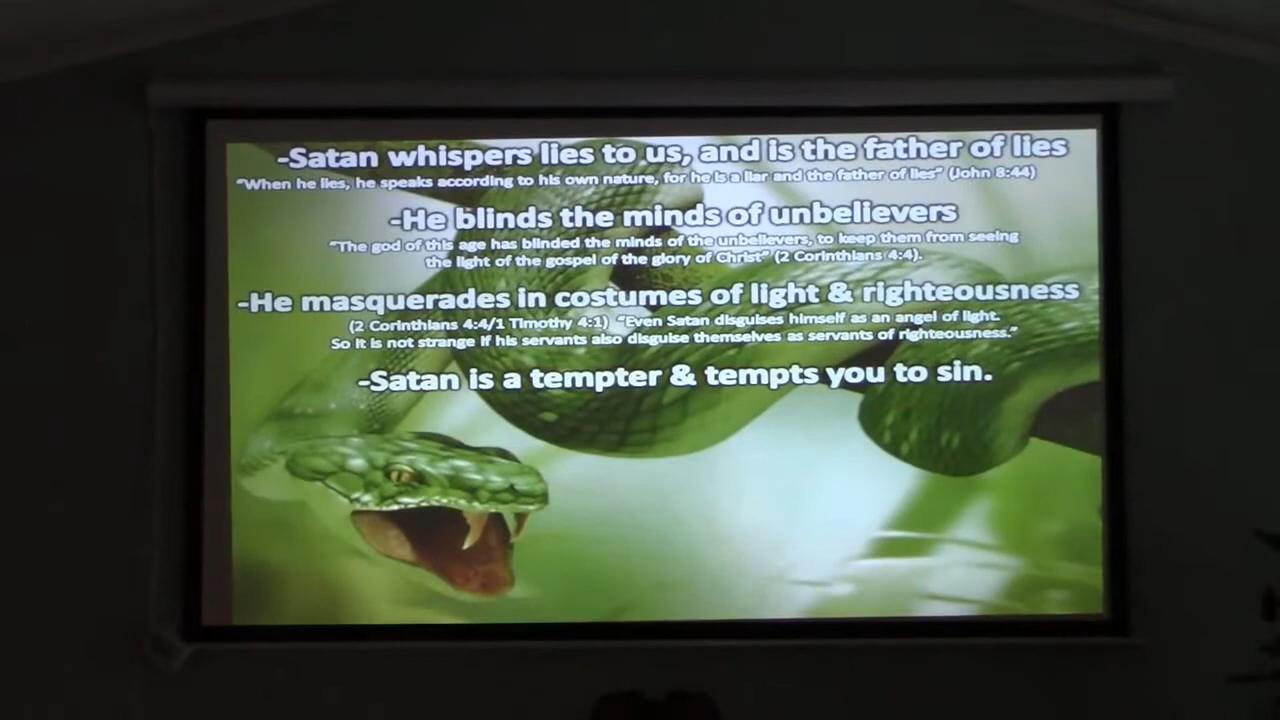 -Satan whispers lies to us, and is the father of lies
"When he lies, he speaks according to his own nature, for he is a liar and the father of lies" (John 8:44)
-He blinds the minds of unbelievers
"The god of this age has blinded the minds of the unbelievers, to keep them from seeing
the light of the gospel of the glory of Christ" (2 Corinthians 4:4).
-He masquerades in costumes of light & righteousness
(2 Corinthians 4:4/1 Timothy 4:1) "Even Satan disguises himself as an angel of light.
So it is not strange if his servants also disguise themselves as servants of righteousness."
-Satan is a tempter & tempts you to sin.